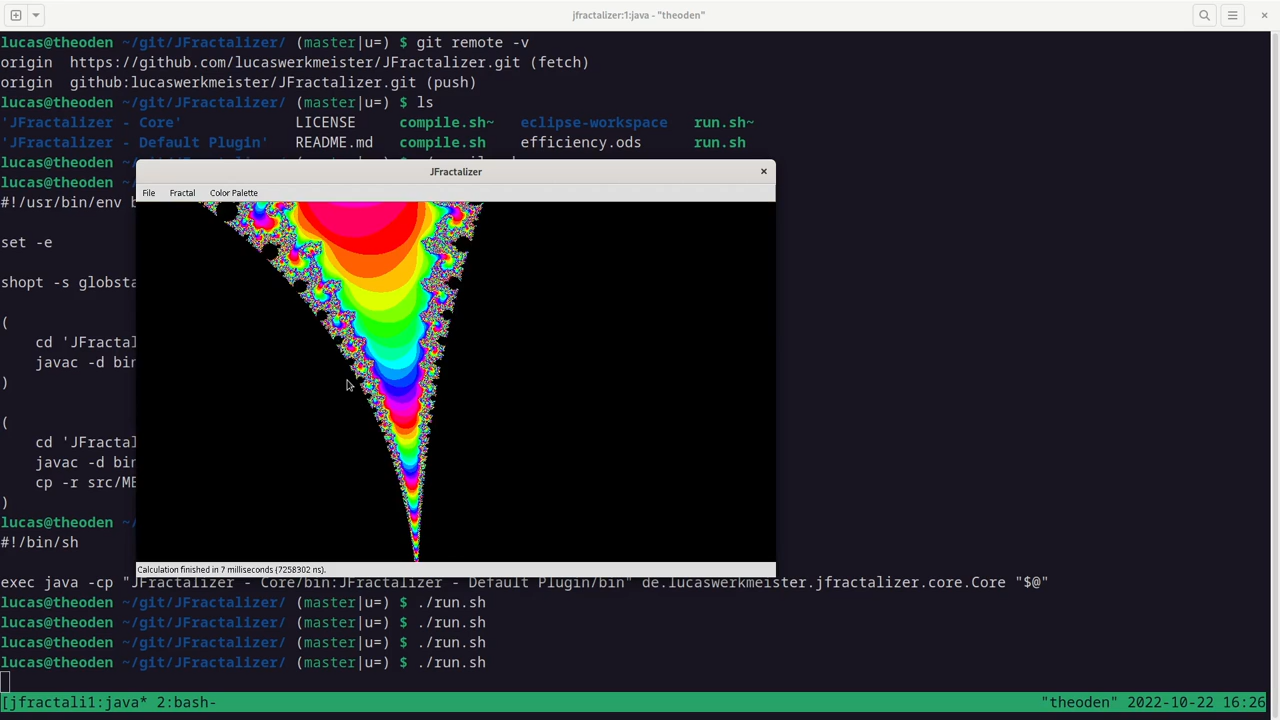 jfractalizer:1:java - "theoden"
lucas@theoden ~/git/JFractalizer/ (master|u=) $ git remote -v
origin  https://github.com/lucaswerkmeister/JFractalizer.git (fetch)
origin  github:lucaswerkmeister/JFractalizer.git (push)
lucas@theoden ~/git/JFractalizer/ (master|u=) $ ls
'JFractalizer - Core'             LICENSE     compile.sh~   eclipse-workspace   run.sh~
'JFractalizer - Default Plugin'   README.md   compile.sh    efficiency.ods      run.sh
lucas@theoden
JFractalizer
lucas@theoden
File Fractal Color Palette
#!/usr/bin/env b
set -e
shopt -s globsta
(
    cd 'JFractal
    javac -d bin
)
(
    cd 'JFractal
    javac -d bin
    cp -r src/ME
)
lucas@theoden ~/
#!/bin/sh
Calculation finished in 7 milliseconds (7258302 ns).
exec java -cp "JFractalizer - Core/bin:JFractalizer - Default Plugin/bin" de.lucaswerkmeister.jfractalizer.core.Core "$@"
lucas@theoden ~/git/JFractalizer/ (master|u=) $ ./run.sh
lucas@theoden ~/git/JFractalizer/ (master|u=) $ ./run.sh
lucas@theoden ~/git/JFractalizer/ (master|u=) $ ./run.sh
lucas@theoden ~/git/JFractalizer/ (master|u=) $ ./run.sh
[jfractali1:java* 2:bash- "theoden" 2022-10-22 16:26